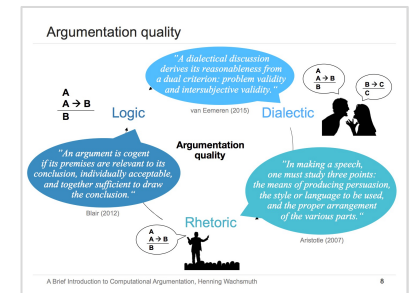 Argumentation quality
"A dialectical discussion
derives its reasonableness from
a dual criterion: problem validity
and intersubjective validity."
van Eemeren (2015)
A
A → B
B
Logic
Dialectic
A
A → B
B
B → C
C
Argumentation
quality
"An argument is cogent
if its premises are relevant to its
conclusion, individually acceptable,
and together sufficient to draw
the conclusion."
Blair (2012)
"In making a speech,
one must study three points:
the means of producing persuasion,
the style or language to be used,
and the proper arrangement
of the various parts."
Aristotle (2007)
Rhetoric
A
A → B
B
A Brief Introduction to Computational Argumentation, Henning Wachsmuth
8